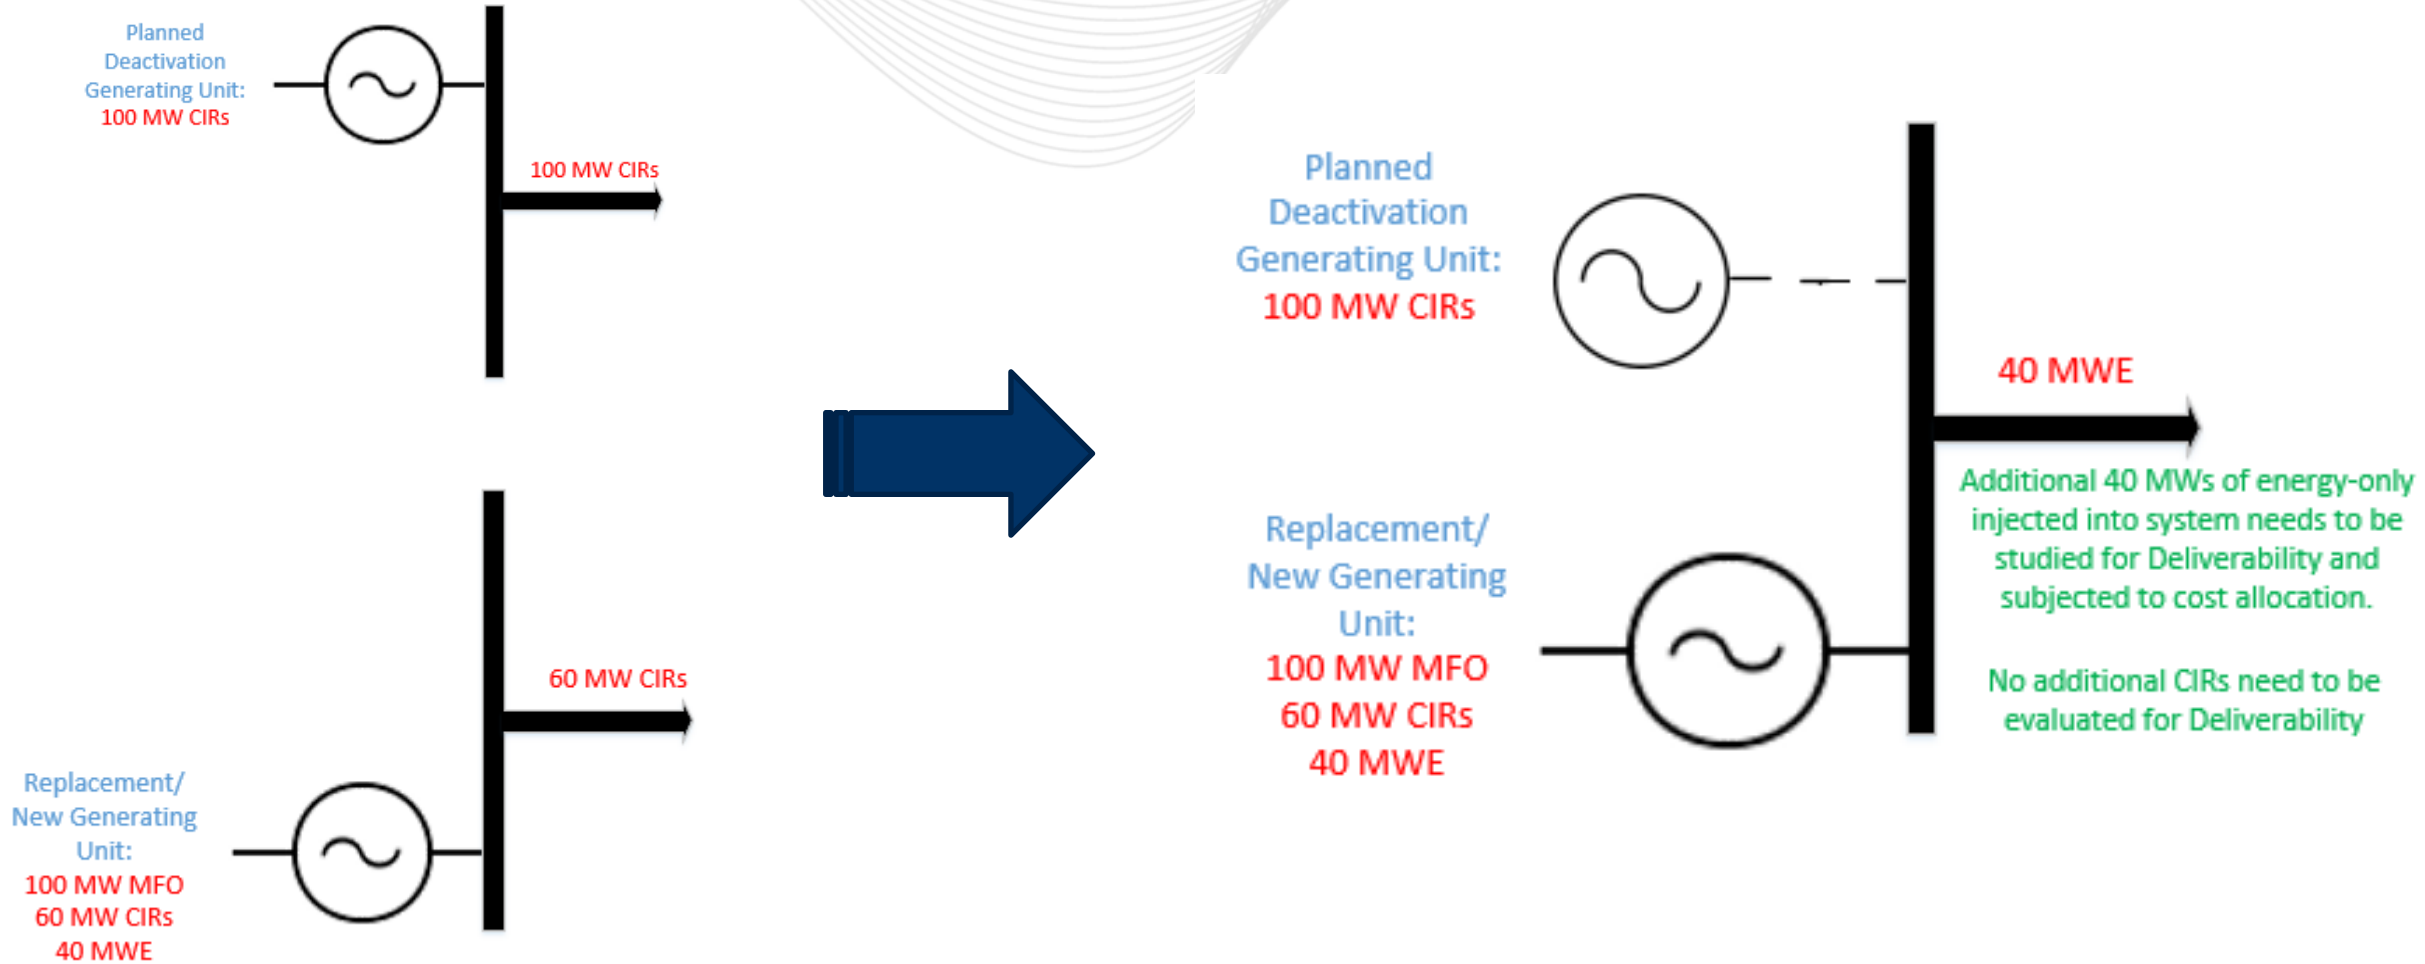 Planned
Deactivation
Generating Unit:
100 MW CIRs
100 MW CIRs
Replacement/
New Generating
Unit:
100 MW MFO
60 MW CIRs
40 MWE
60 MW CIRs
Planned
Deactivation
Generating Unit:
100 MW CIRs
Replacement/
New Generating
Unit:
100 MW MFO
60 MW CIRs
40 MWE
40 MWE
Additional 40 MWs of energy-only
injected into system needs to be
studied for Deliverability and
subjected to cost allocation.
No additional CIRs need to be
evaluated for Deliverability